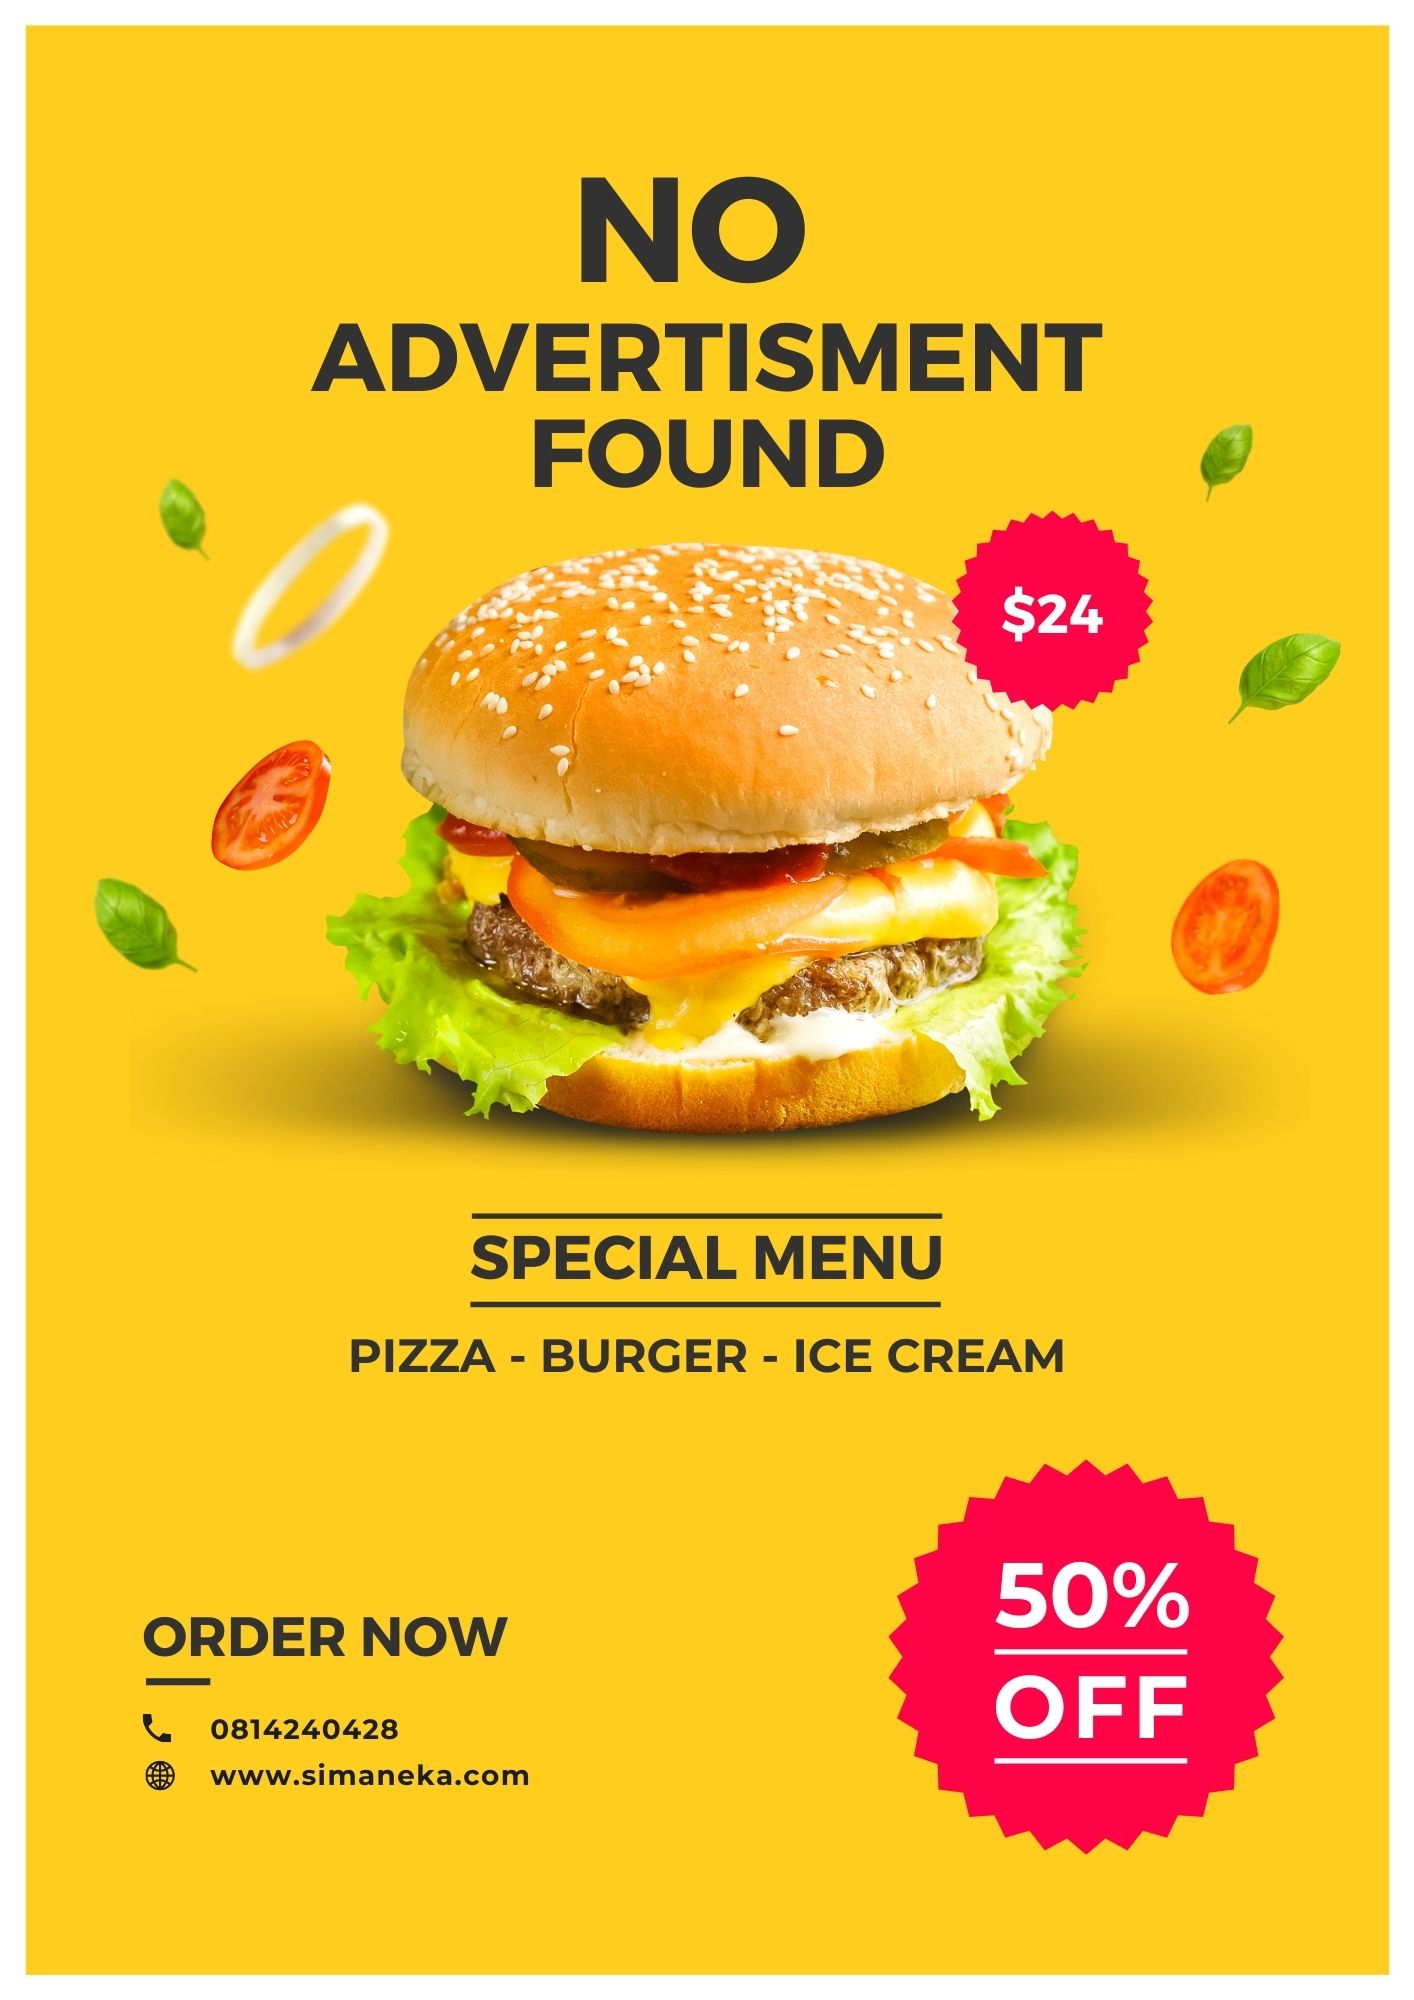 NO
ADVERTISMENT
FOUND
$24
SPECIAL MENU
PIZZA - BURGER - ICE CREAM
50%
OFF
ORDER NOW
0814240428
www.simaneka.com